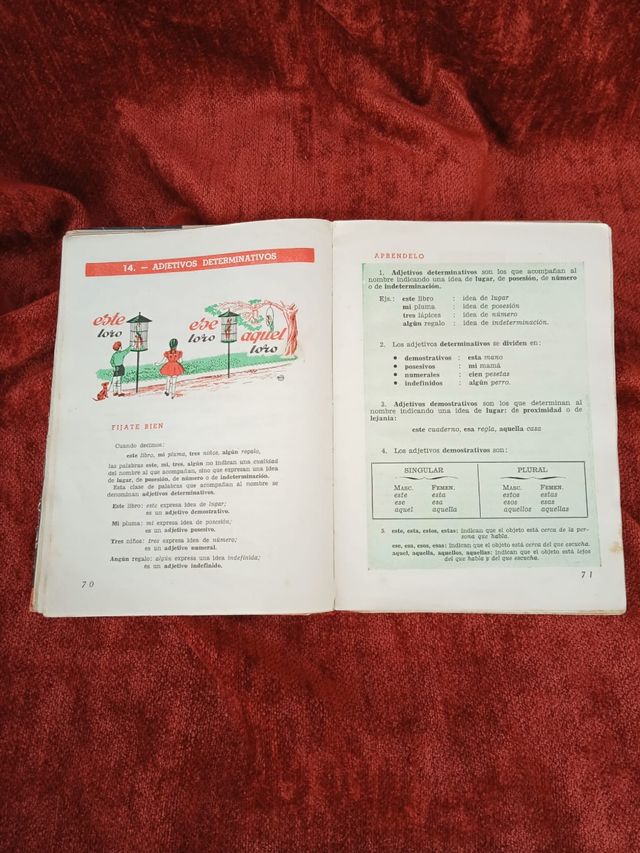 14. — ADJETIVOS DETERMINATIVOS
este
loro
ese
loro
aquel
loro
FIJATE BIEN
Cuando decimos:
este libro, mi pluma, tres niños, algún regalo,
las palabras este, mi, tres, algún no indican una cualidad
del nombre al que acompañan, sino que expresan una idea
de lugar, de posesión, de número o de indeterminación.
Esta clase de palabras que acompañan al nombre se
denominan adjetivos determinativos.
Este libro: este expresa idea de lugar;
es un adjetivo demostrativo.
Mi pluma: mi expresa idea de posesión;
es un adjetivo posesivo.
Tres niños: tres expresa idea de número;
es un adjetivo numeral.
Angún regalo: algún expresa una idea indefinida;
es un adjetivo indefinido.
70
APRENDELO
1. Adjetivos determinativos son los que acompañan al
nombre indicando una idea de lugar, de posesión, de número
o de indeterminación.
Ejs.: este libro : idea de lugar
mi pluma : idea de posesión
tres lápices : idea de número
algún regalo : idea de indeterminación.
2. Los adjetivos determinativos se dividen en:
• demostrativos : esta mano
• posesivos : mi mamá
• numerales : cien pesetas
• indefinidos : algún perro.
3. Adjetivos demostrativos son los que determinan al
nombre indicando una idea de lugar: de proximidad o de
lejanía:
este cuaderno, esa regla, aquella casa
4. Los adjetivos demostrativos son:
SINGULAR PLURAL
MASC. FEMEN. MASC. FEMEN.
este esta estos estas
ese esa esos esas
aquel aquella aquellos aquellas
5. este, esta, estos, estas: indican que el objeto está cerca de la per-
sona que habla.
ese, esa, esos, esas: indican que el objeto está cerca del que escucha.
aquel, aquella, aquellos, aquellas: indican que el objeto está lejos
del que habla y del que escucha.
71